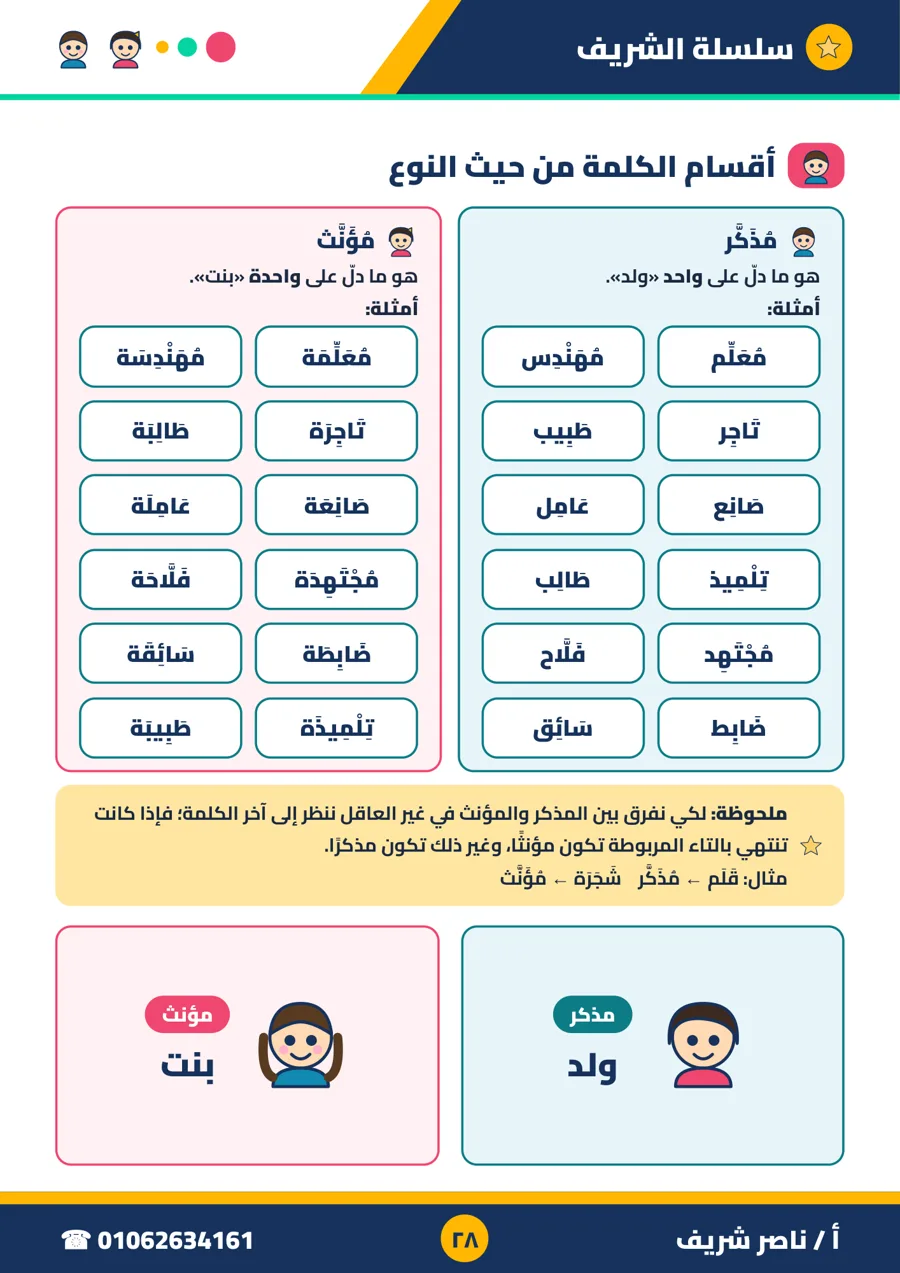 سلسلة الشريف
أقسام الكلمة من حيث النوع
مُذَكَّر
هو ما دلّ على واحد «ولد».
أمثلة:
مُعَلِّم
مُهَنْدِس
تَاجِر
طَبِيب
صَانِع
عَامِل
تِلْمِيذ
طَالِب
مُجْتَهِد
فَلَّاح
ضَابِط
سَائِق
مُؤَنَّث
هو ما دلّ على واحدة «بنت».
أمثلة:
مُعَلِّمَة
مُهَنْدِسَة
تَاجِرَة
طَالِبَة
صَانِعَة
عَامِلَة
مُجْتَهِدَة
فَلَّاحَة
ضَابِطَة
سَائِقَة
تِلْمِيذَة
طَبِيبَة
ملحوظة: لكي نفرق بين المذكر والمؤنث في غير العاقل ننظر إلى آخر الكلمة؛ فإذا كانت
تنتهي بالتاء المربوطة تكون مؤنثًا، وغير ذلك تكون مذكرًا.
مثال: قَلَم ← مُذَكَّر شَجَرَة ← مُؤَنَّث
مذكر
ولد
مؤنث
بنت
أ / ناصر شريف
٢٨
☎ 01062634161